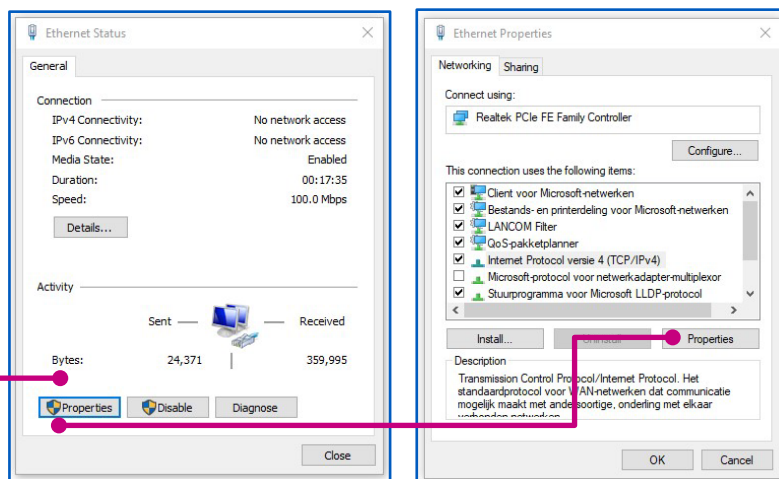 Ethernet Status
General
Connection
IPv4 Connectivity: No network access
IPv6 Connectivity: No network access
Media State: Enabled
Duration: 00:17:35
Speed: 100.0 Mbps
Details...
Activity
Sent Received
Bytes: 24,371 359,995
Properties Disable Diagnose
Close
Ethernet Properties
Networking Sharing
Connect using:
Realtek PCIe FE Family Controller
Configure...
This connection uses the following items:
Client voor Microsoft-netwerken
Bestands- en printerdeling voor Microsoft-netwerken
LANCOM Filter
QoS-pakketplanner
Internet Protocol versie 4 (TCP/IPv4)
Microsoft-protocol voor netwerkadapter-multiplexor
Stuurprogramma voor Microsoft LLDP-protocol
Install... Uninstall Properties
Description
Transmission Control Protocol/Internet Protocol. Het
standaardprotocol voor WAN-netwerken dat communicatie
mogelijk maakt met andersoortige, onderling met elkaar
verbonden netwerken
OK Cancel